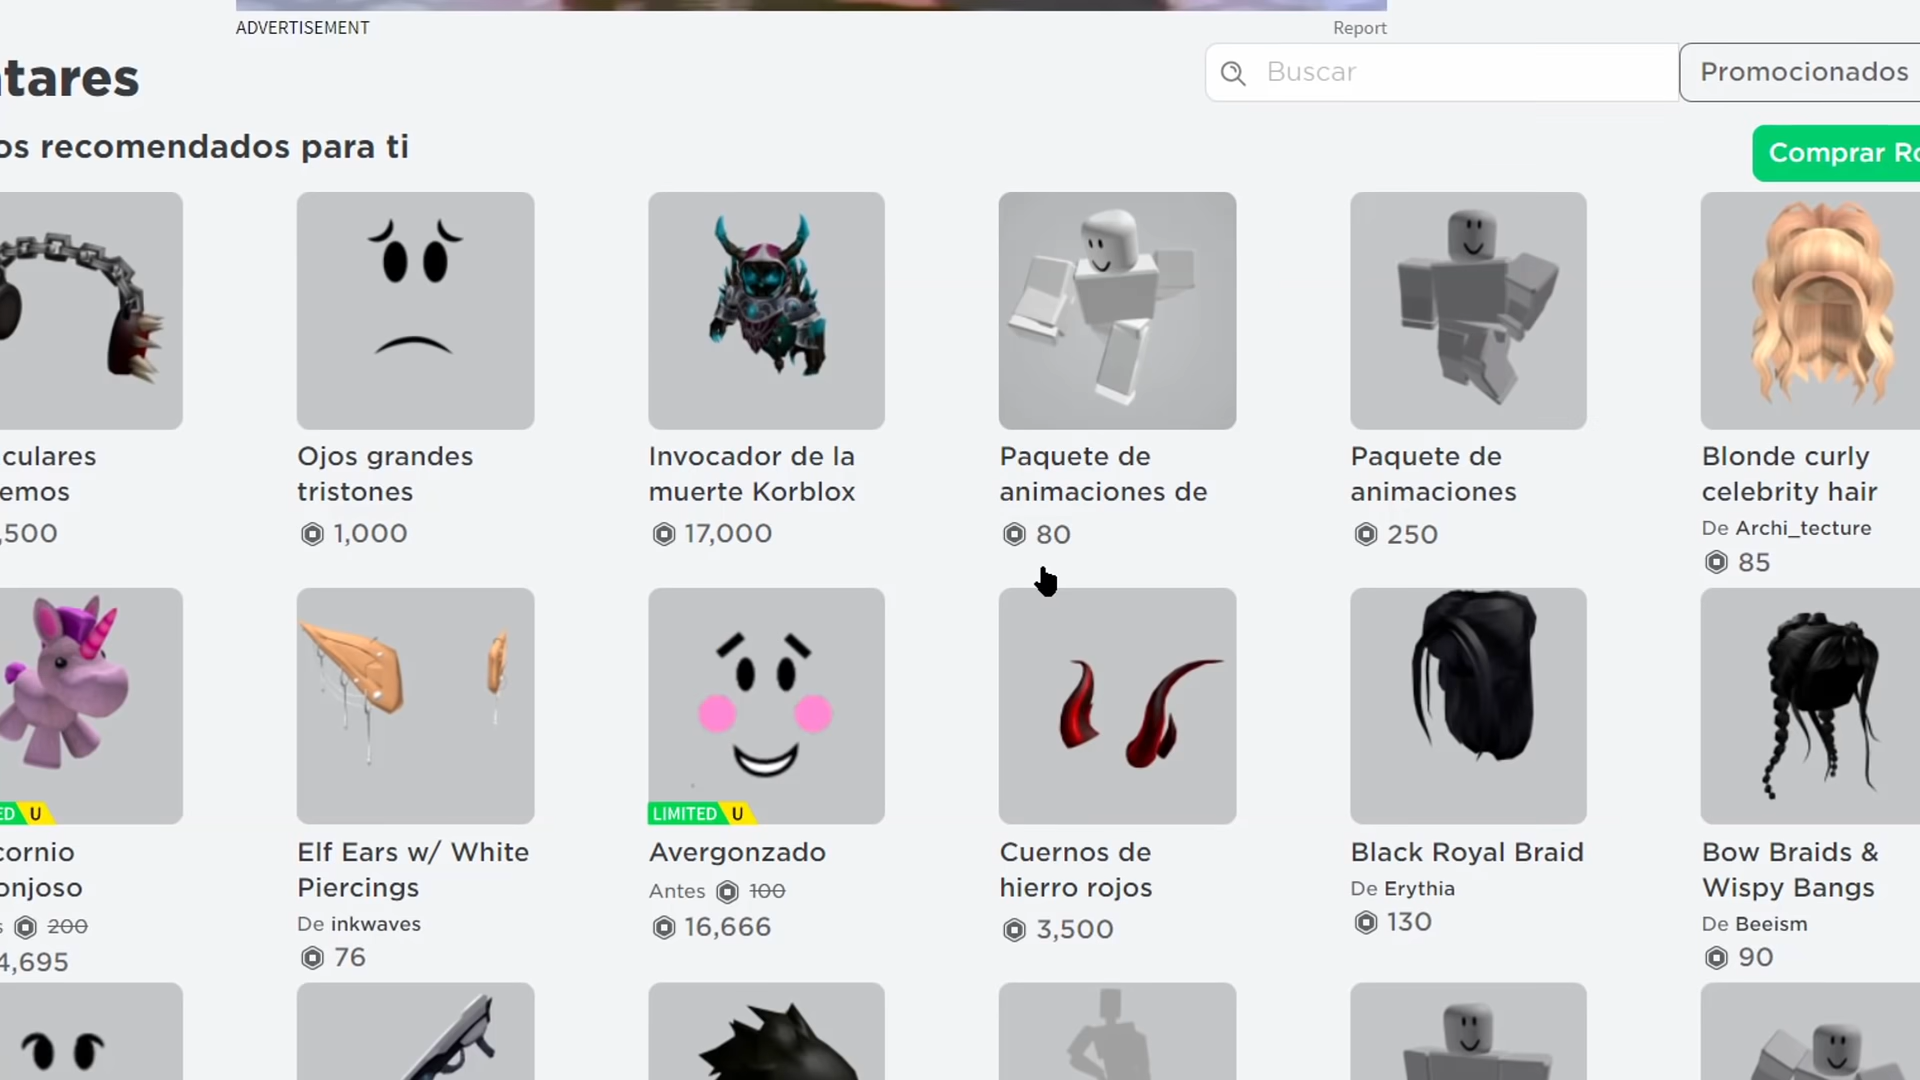 ADVERTISEMENT
Report
tares
Buscar
Promocionados
os recomendados para ti
Comprar Ro
culares
emos
,500
Ojos grandes
tristones
1,000
Invocador de la
muerte Korblox
17,000
Paquete de
animaciones de
80
Paquete de
animaciones
250
Blonde curly
celebrity hair
De Archi_tecture
85
ED U
cornio
onjoso
s 200
4,695
Elf Ears w/ White
Piercings
De inkwaves
76
LIMITED U
Avergonzado
Antes 100
16,666
Cuernos de
hierro rojos
3,500
Black Royal Braid
De Erythia
130
Bow Braids &
Wispy Bangs
De Beeism
90